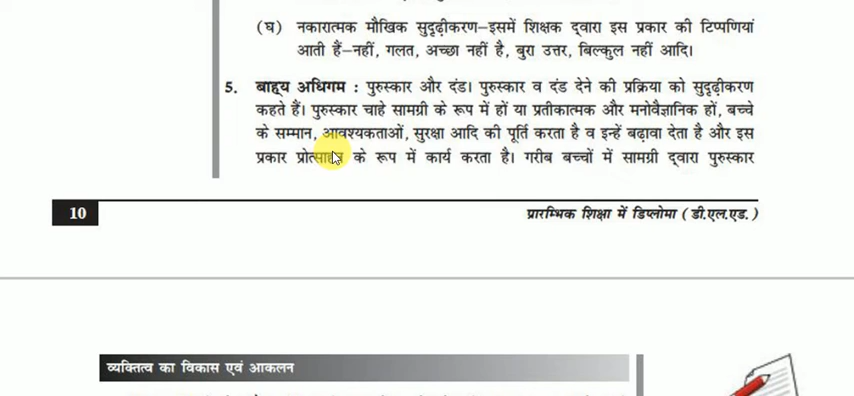 (घ) नकारात्मक मौखिक सुदृढ़ीकरण–इसमें शिक्षक द्वारा इस प्रकार की टिप्पणियां
आती हैं–नहीं, गलत, अच्छा नहीं है, बुरा उत्तर, बिल्कुल नहीं आदि।
5. बाह्य अधिगम : पुरुस्कार और दंड। पुरुस्कार व दंड देने की प्रक्रिया को सुदृढ़ीकरण
कहते हैं। पुरुस्कार चाहे सामग्री के रूप में हों या प्रतीकात्मक और मनोवैज्ञानिक हों, बच्चे
के सम्मान, आवश्यकताओं, सुरक्षा आदि की पूर्ति करता है व इन्हें बढ़ावा देता है और इस
प्रकार प्रोत्साहन के रूप में कार्य करता है। गरीब बच्चों में सामग्री द्वारा पुरुस्कार
10 प्रारम्भिक शिक्षा में डिप्लोमा (डी.एल.एड.)
व्यक्तित्व का विकास एवं आकलन